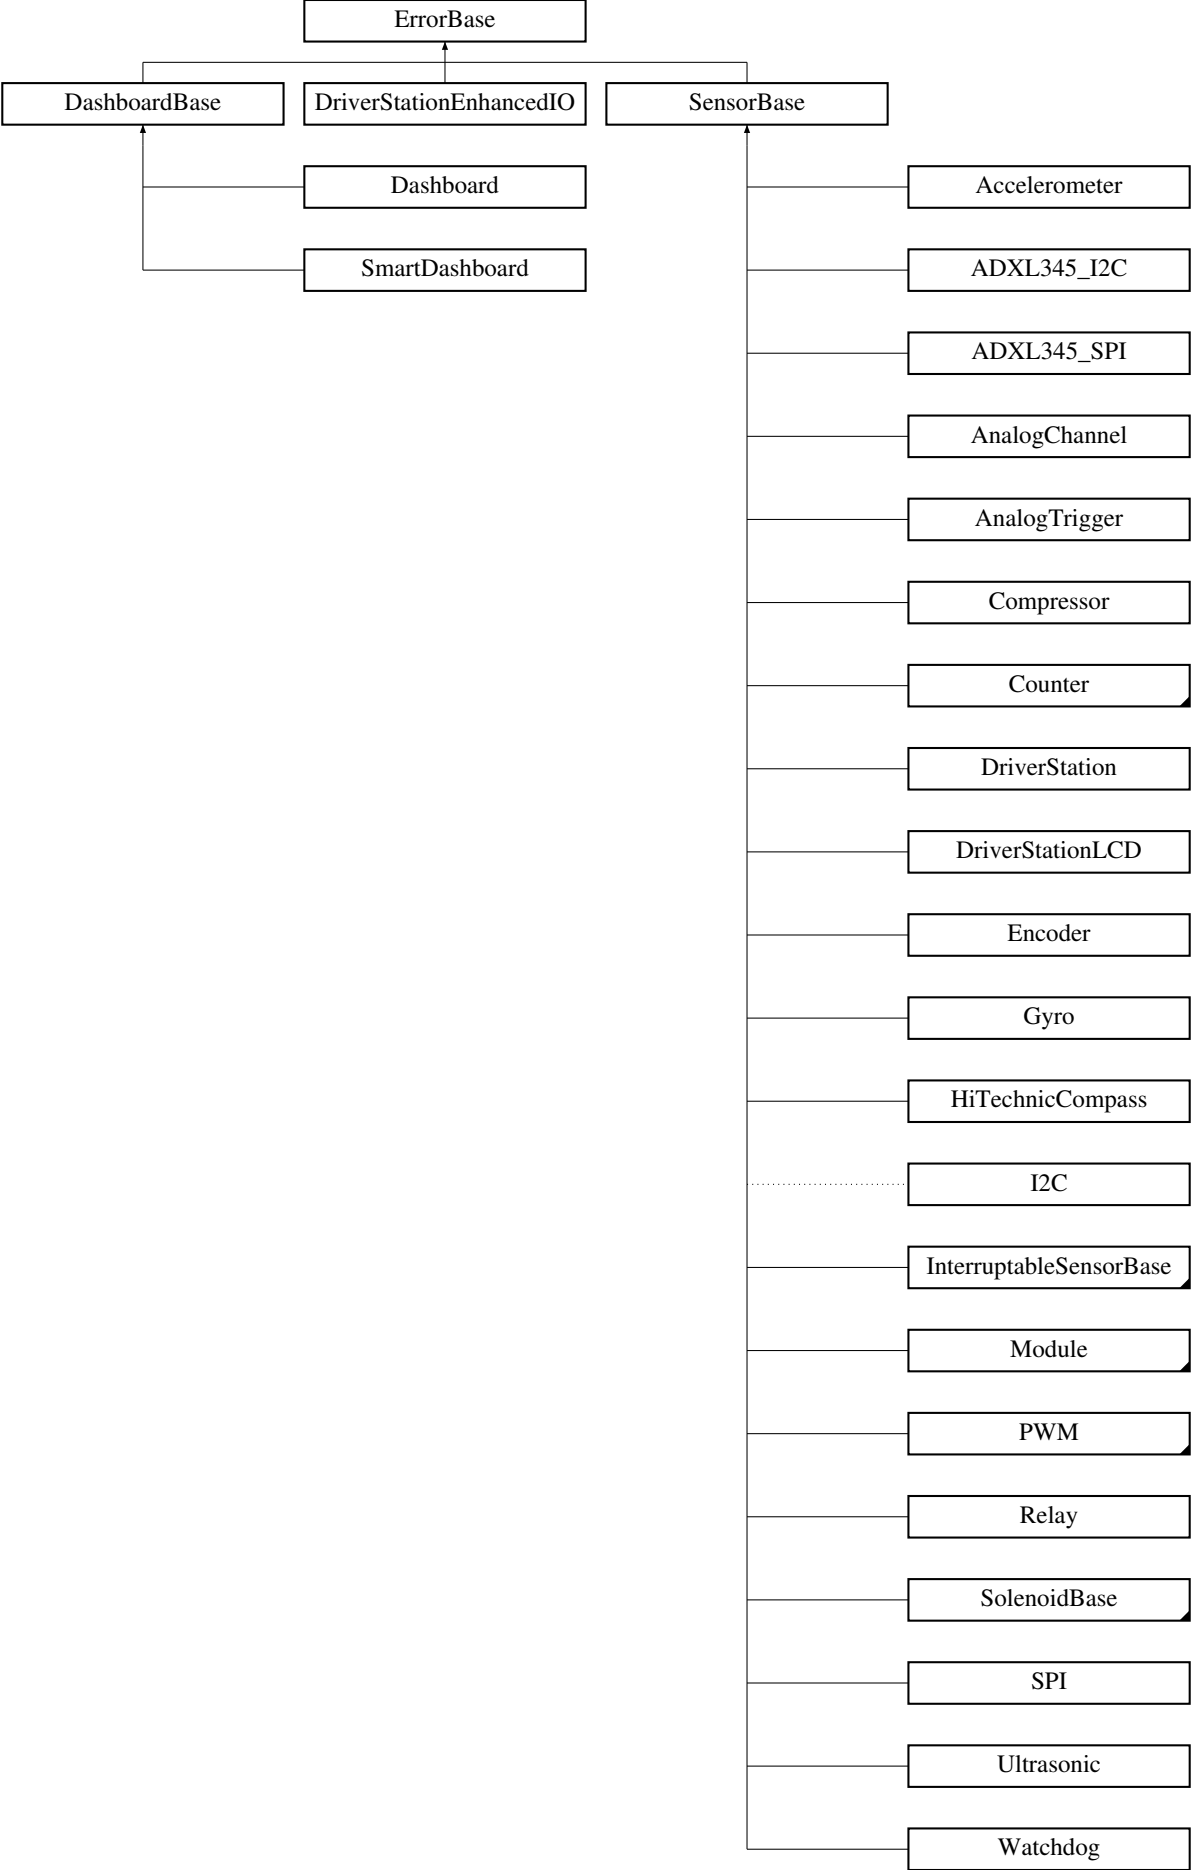 ErrorBase
DashboardBase
DriverStationEnhancedIO
SensorBase
Dashboard
Accelerometer
SmartDashboard
ADXL345_I2C
ADXL345_SPI
AnalogChannel
AnalogTrigger
Compressor
Counter
DriverStation
DriverStationLCD
Encoder
Gyro
HiTechnicCompass
I2C
InterruptableSensorBase
Module
PWM
Relay
SolenoidBase
SPI
Ultrasonic
Watchdog